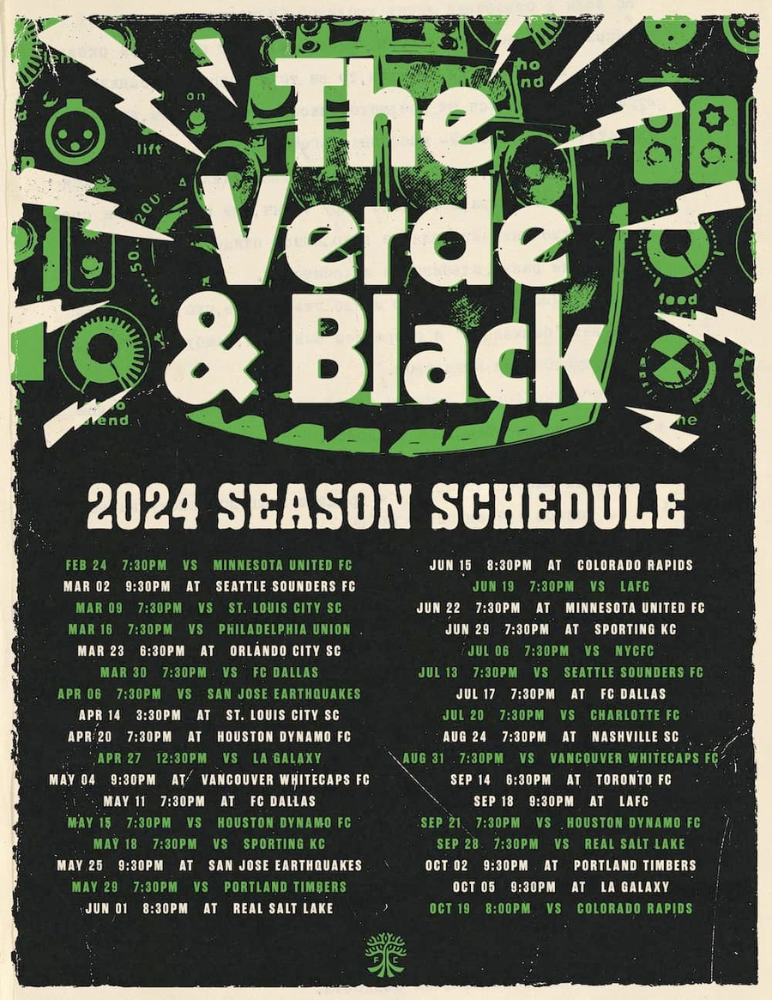 on
lift
The
Verde
& Black
feed
50
200
2024 SEASON SCHEDULE
FEB 24 7:30PM VS MINNESOTA UNITED FC
MAR 02 9:30PM AT SEATTLE SOUNDERS FC
MAR 09 7:30PM VS ST. LOUIS CITY SC
MAR 16 7:30PM VS PHILADELPHIA UNION
MAR 23 6:30PM AT ORLANDO CITY SC
MAR 30 7:30PM VS FC DALLAS
APR 06 7:30PM VS SAN JOSE EARTHQUAKES
APR 14 3:30PM AT ST. LOUIS CITY SC
APR 20 7:30PM AT HOUSTON DYNAMO FC
APR 27 12:30PM VS LA GALAXY
MAY 04 9:30PM AT VANCOUVER WHITECAPS FC
MAY 11 7:30PM AT FC DALLAS
MAY 15 7:30PM VS HOUSTON DYNAMO FC
MAY 18 7:30PM VS SPORTING KC
MAY 25 9:30PM AT SAN JOSE EARTHQUAKES
MAY 29 7:30PM VS PORTLAND TIMBERS
JUN 01 8:30PM AT REAL SALT LAKE
JUN 15 8:30PM AT COLORADO RAPIDS
JUN 19 7:30PM VS LAFC
JUN 22 7:30PM AT MINNESOTA UNITED FC
JUN 29 7:30PM AT SPORTING KC
JUL 06 7:30PM VS NYCFC
JUL 13 7:30PM VS SEATTLE SOUNDERS FC
JUL 17 7:30PM AT FC DALLAS
JUL 20 7:30PM VS CHARLOTTE FC
AUG 24 7:30PM AT NASHVILLE SC
AUG 31 7:30PM VS VANCOUVER WHITECAPS FC
SEP 14 6:30PM AT TORONTO FC
SEP 18 9:30PM AT LAFC
SEP 21 7:30PM VS HOUSTON DYNAMO FC
SEP 28 7:30PM VS REAL SALT LAKE
OCT 02 9:30PM AT PORTLAND TIMBERS
OCT 05 9:30PM AT LA GALAXY
OCT 19 8:00PM VS COLORADO RAPIDS
FC